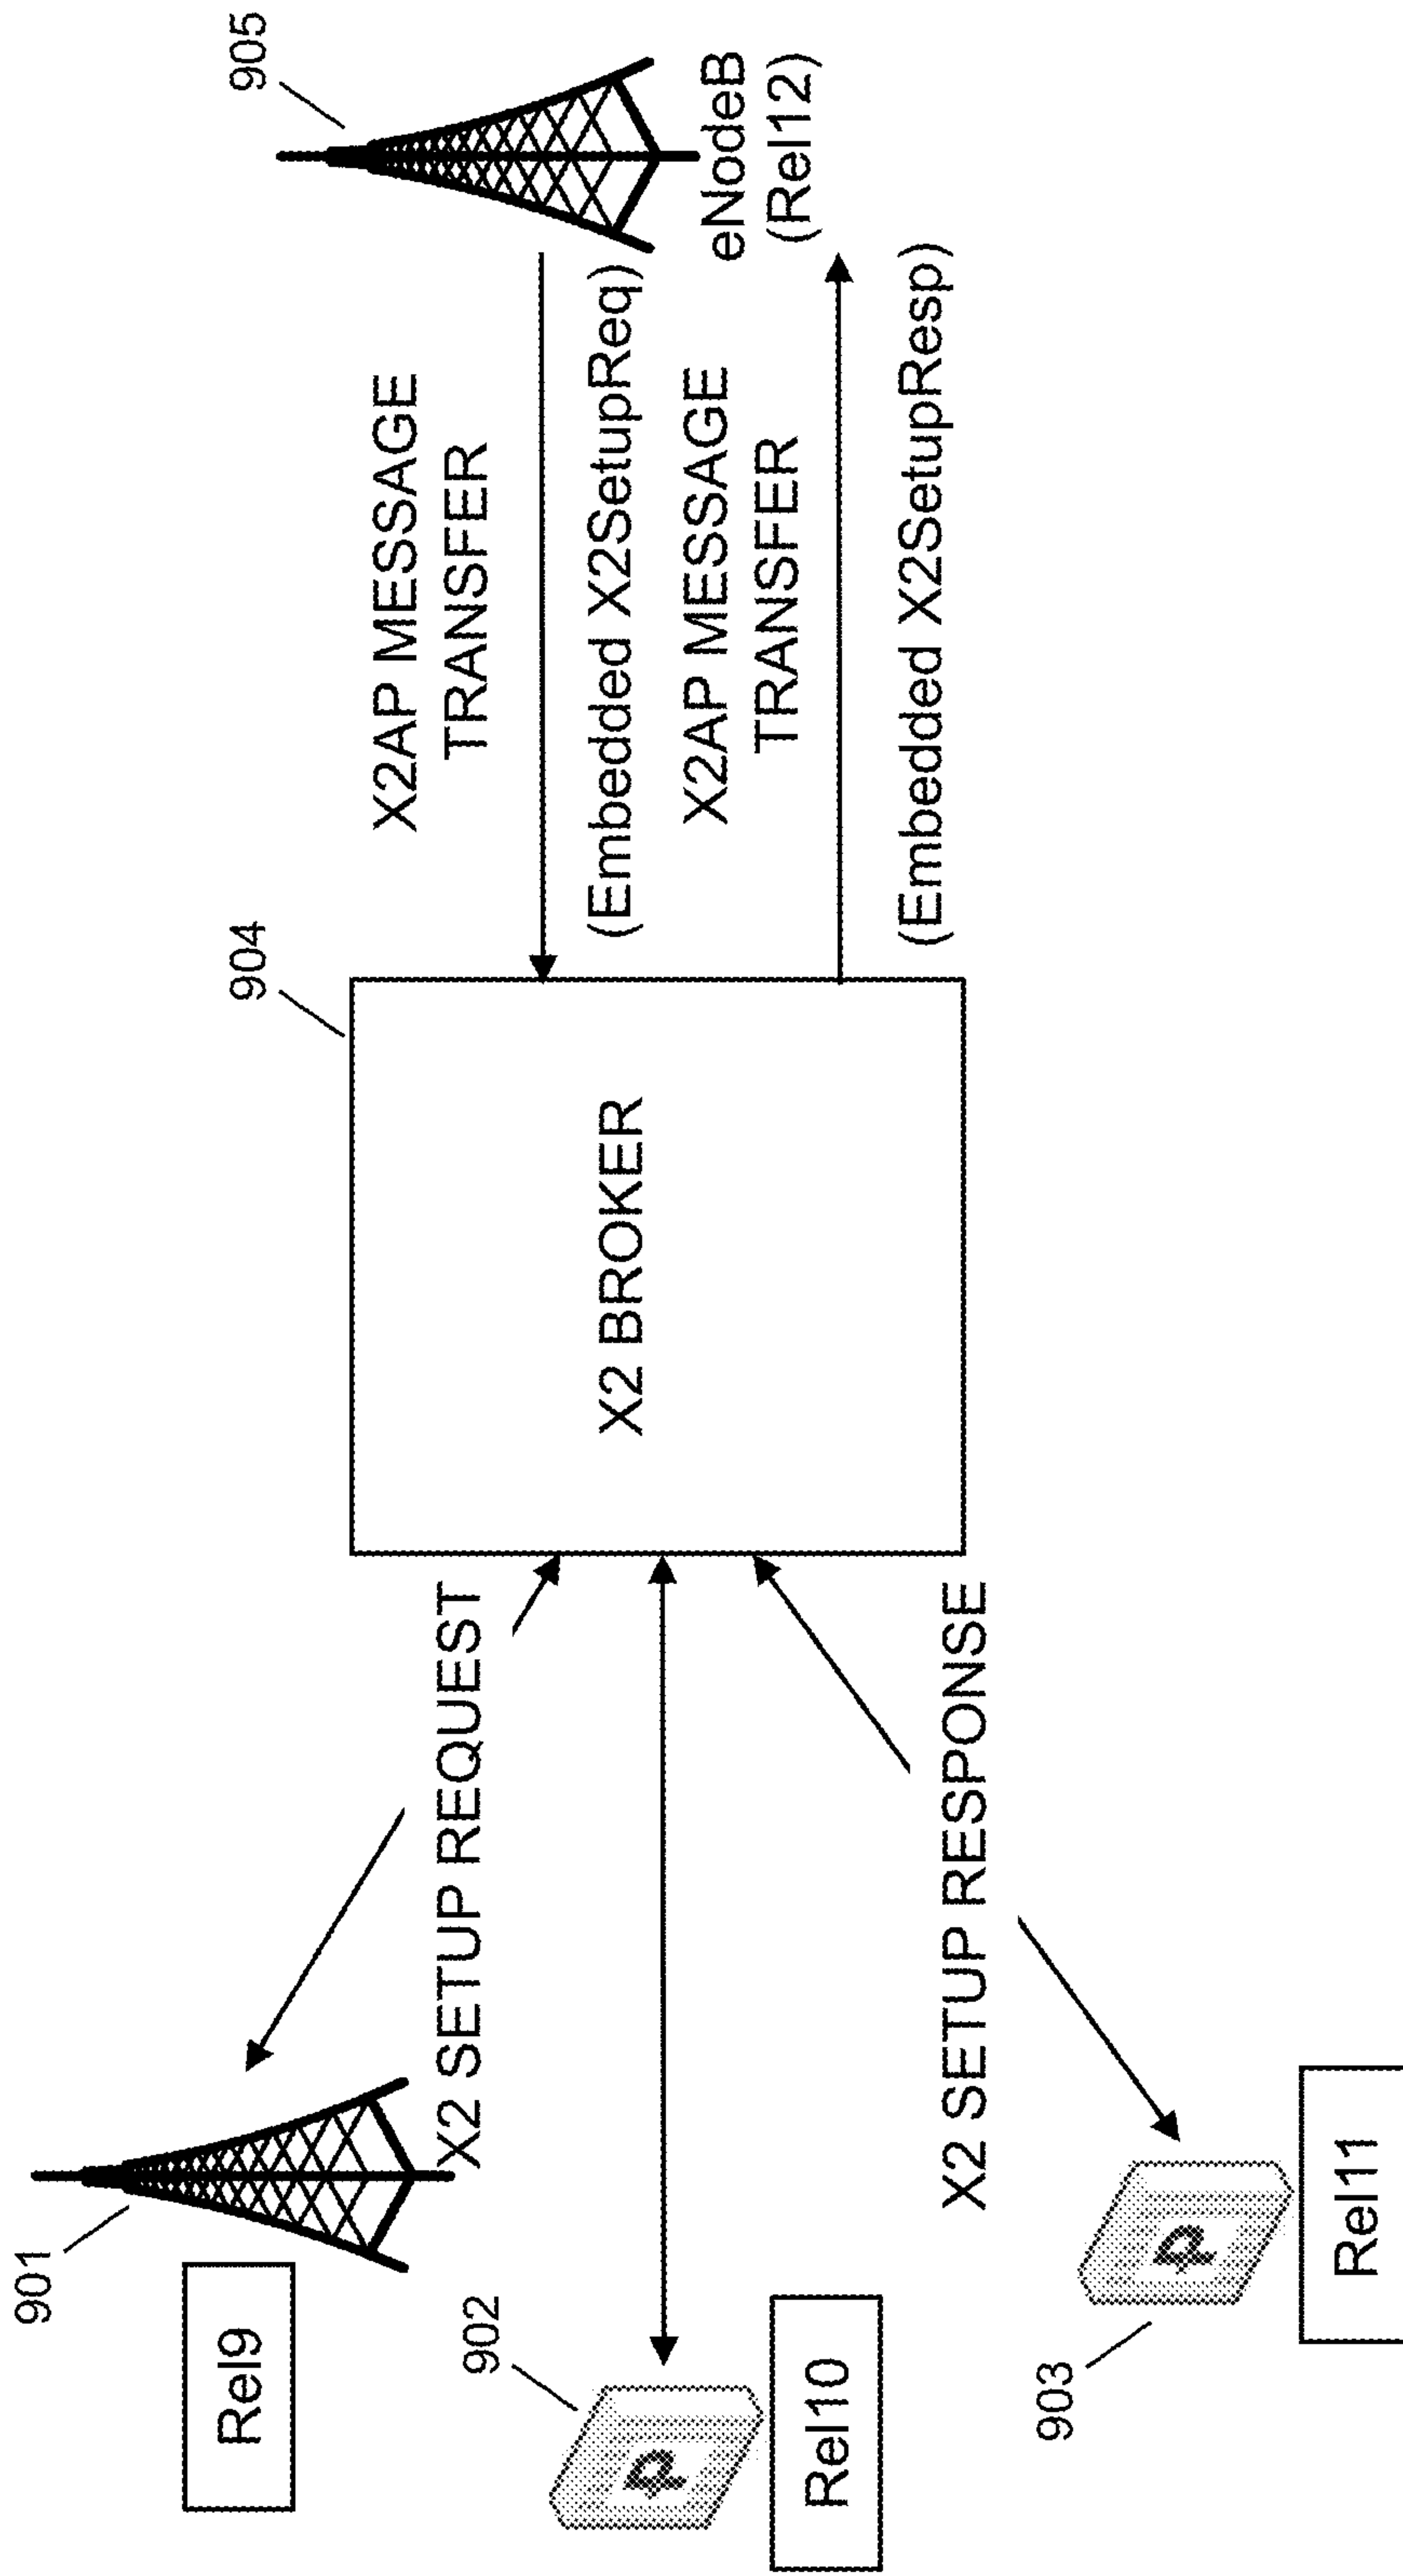 901
Rel9
902
Rel10
903
Rel11
X2 SETUP REQUEST
X2 SETUP RESPONSE
904
X2 BROKER
X2AP MESSAGE
TRANSFER
(Embedded X2SetupReq)
X2AP MESSAGE
TRANSFER
(Embedded X2SetupResp)
905
eNodeB
(Rel12)